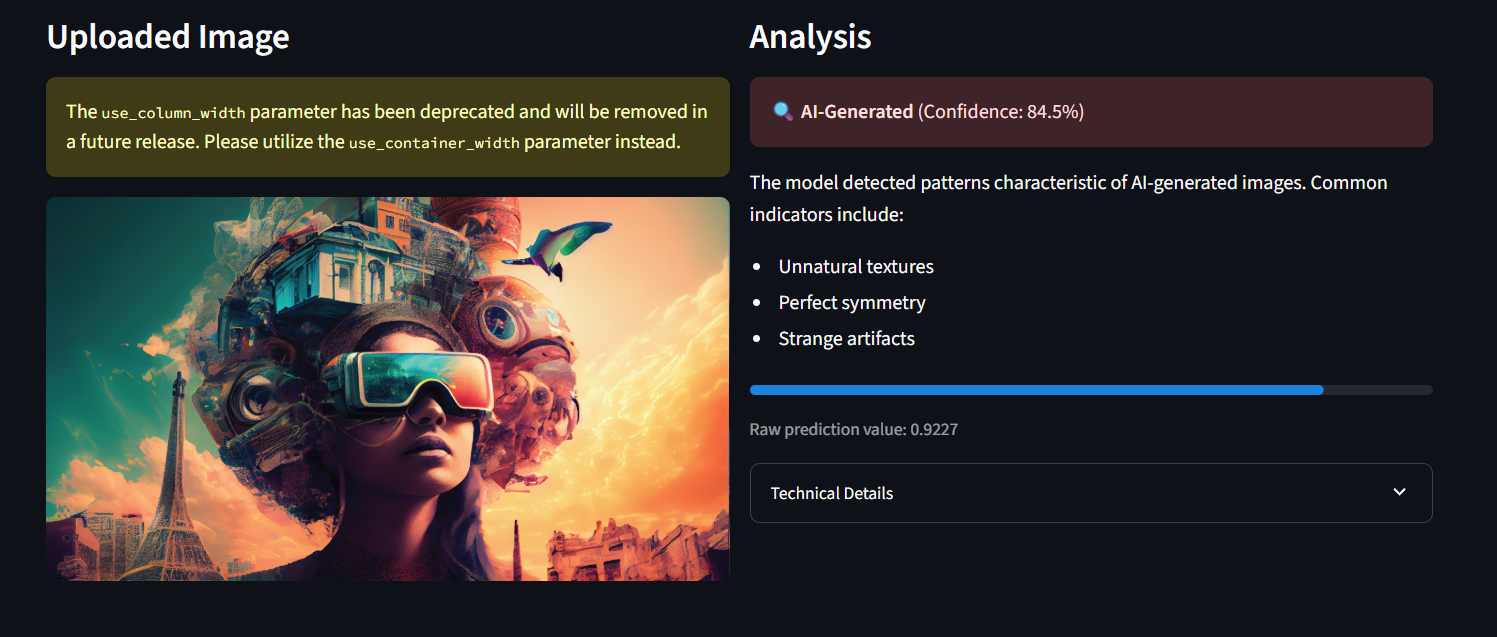 Uploaded Image
The use_column_width parameter has been deprecated and will be removed in
a future release. Please utilize the use_container_width parameter instead.
Analysis
AI-Generated (Confidence: 84.5%)
The model detected patterns characteristic of AI-generated images. Common
indicators include:
Unnatural textures
Perfect symmetry
Strange artifacts
Raw prediction value: 0.9227
Technical Details